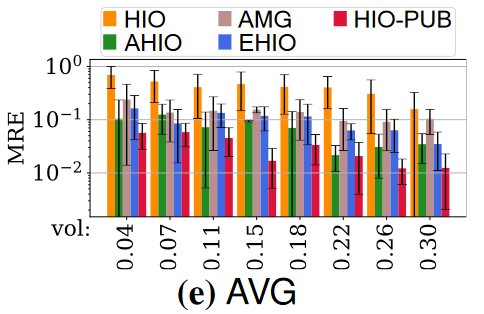 HIO AMG HIO-PUB
AHIO EHIO
MRE
10^0
10^-1
10^-2
vol: 0.04 0.07 0.11 0.15 0.18 0.22 0.26 0.30
(e) AVG